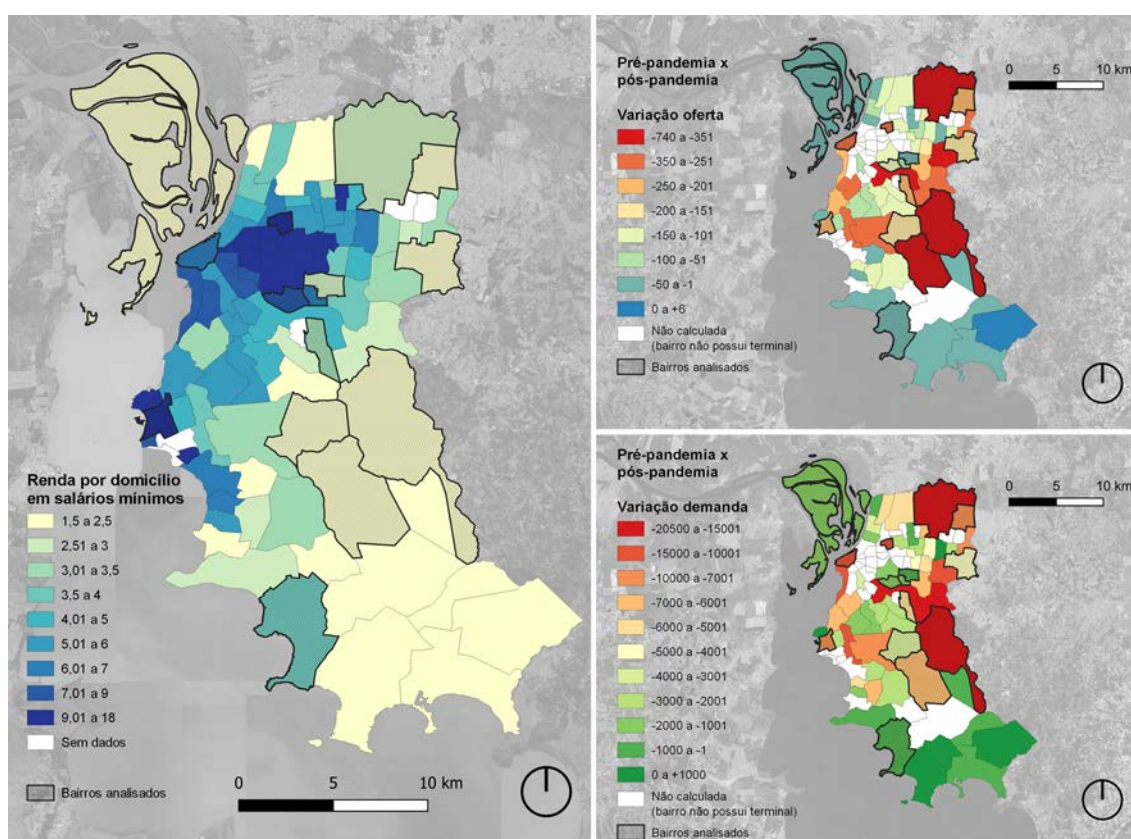 Renda por domicílio
em salários mínimos
1,5 a 2,5
2,51 a 3
3,01 a 3,5
3,5 a 4
4,01 a 5
5,01 a 6
6,01 a 7
7,01 a 9
9,01 a 18
Sem dados
Bairros analisados
0 5 10 km
Pré-pandemia x
pós-pandemia
0 5 10 km
Variação oferta
-740 a -351
-350 a -251
-250 a -201
-200 a -151
-150 a -101
-100 a -51
-50 a -1
0 a +6
Não calculada
(bairro não possui terminal)
Bairros analisados
Pré-pandemia x
pós-pandemia
0 5 10 km
Variação demanda
-20500 a -15001
-15000 a -10001
-10000 a -7001
-7000 a -6001
-6000 a -5001
-5000 a -4001
-4000 a -3001
-3000 a -2001
-2000 a -1001
-1000 a -1
0 a +1000
Não calculada
(bairro não possui terminal)
Bairros analisados